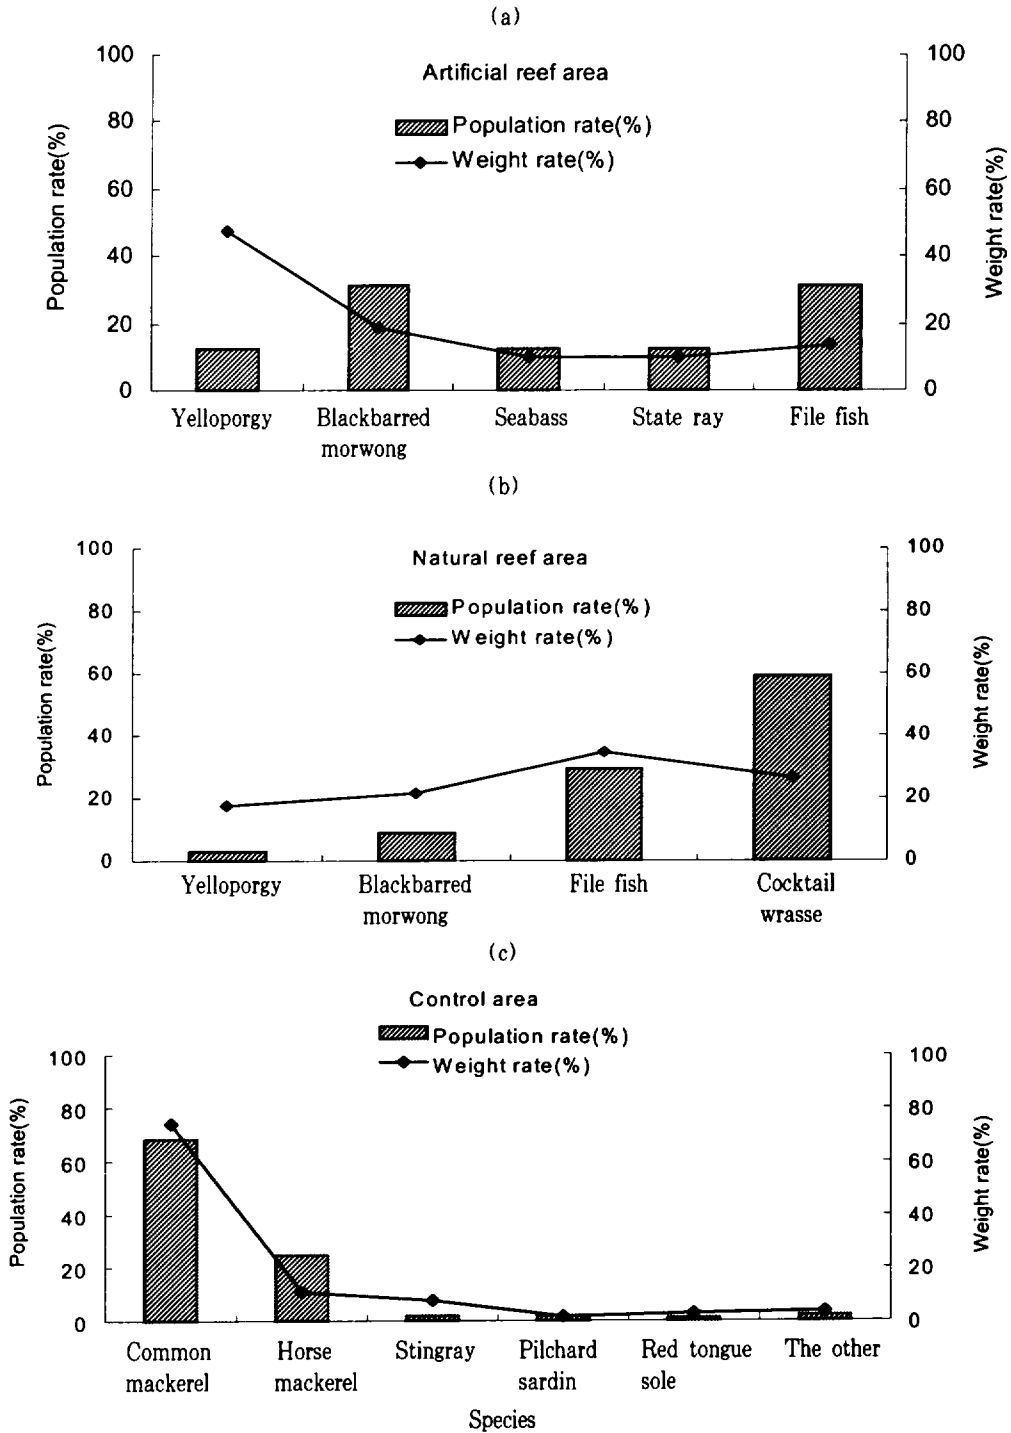 (a)
100
80
60
40
20
0
Population rate(%)
Artificial reef area
Population rate(%)
Weight rate(%)
100
80
60
40
20
0
Weight rate(%)
Yelloporgy
Blackbarred
morwong
Seabass
State ray
File fish
(b)
100
80
60
40
20
0
Population rate(%)
Natural reef area
Population rate(%)
Weight rate(%)
100
80
60
40
20
0
Weight rate(%)
Yelloporgy
Blackbarred
morwong
File fish
Cocktail
wrasse
(c)
100
80
60
40
20
0
Population rate(%)
Control area
Population rate(%)
Weight rate(%)
100
80
60
40
20
0
Weight rate(%)
Common
mackerel
Horse
mackerel
Stingray
Pilchard
sardin
Red tongue
sole
The other
Species